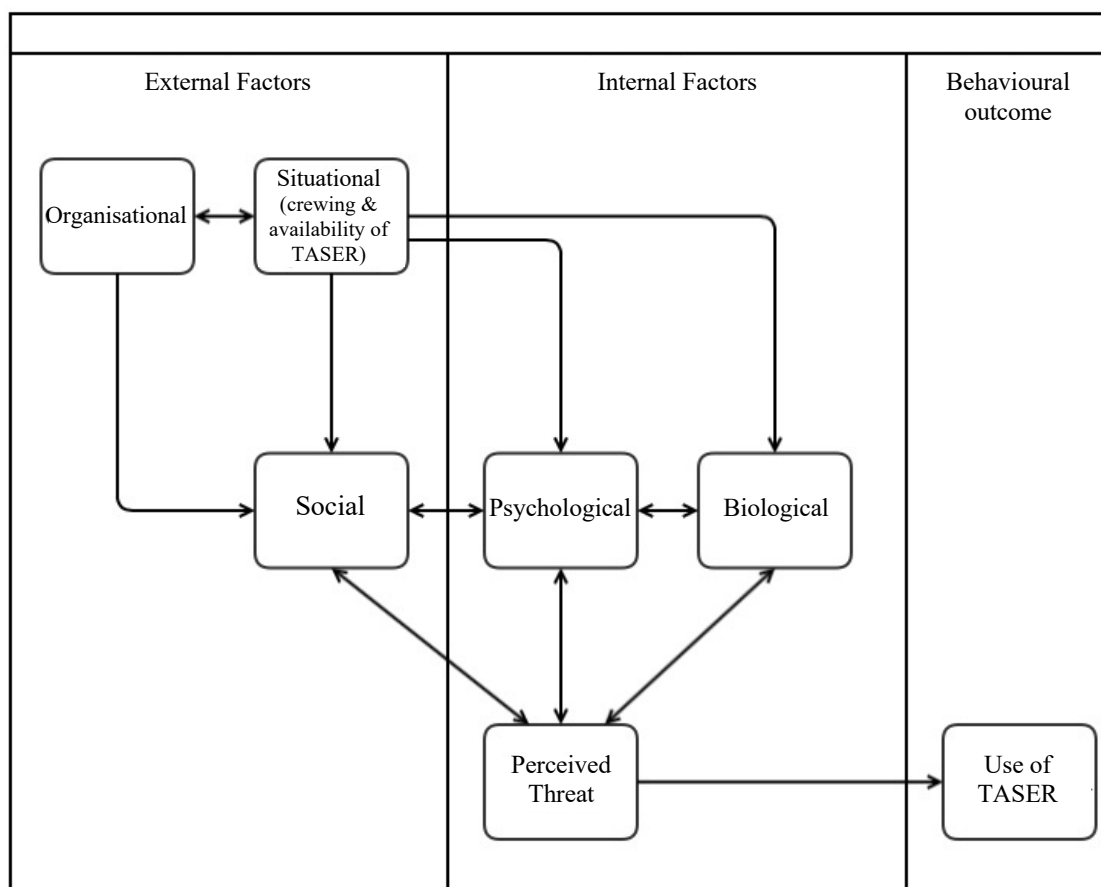 External Factors
Internal Factors
Behavioural
outcome
Organisational
Situational
(crewing &
availability of
TASER)
Social
Psychological
Biological
Perceived
Threat
Use of
TASER